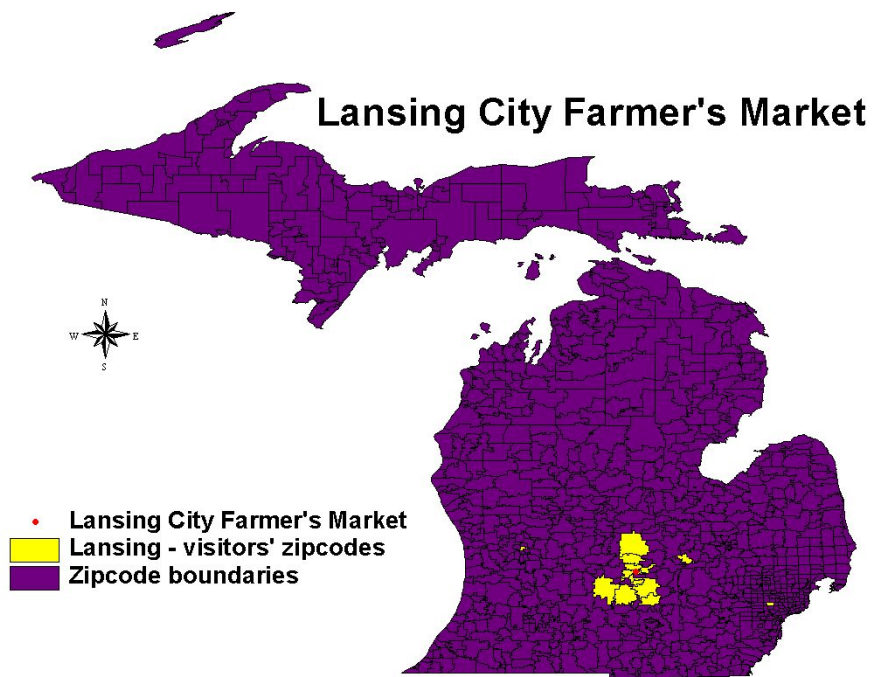 Lansing City Farmer's Market
N
W E
S
Lansing City Farmer's Market
Lansing - visitors' zipcodes
Zipcode boundaries